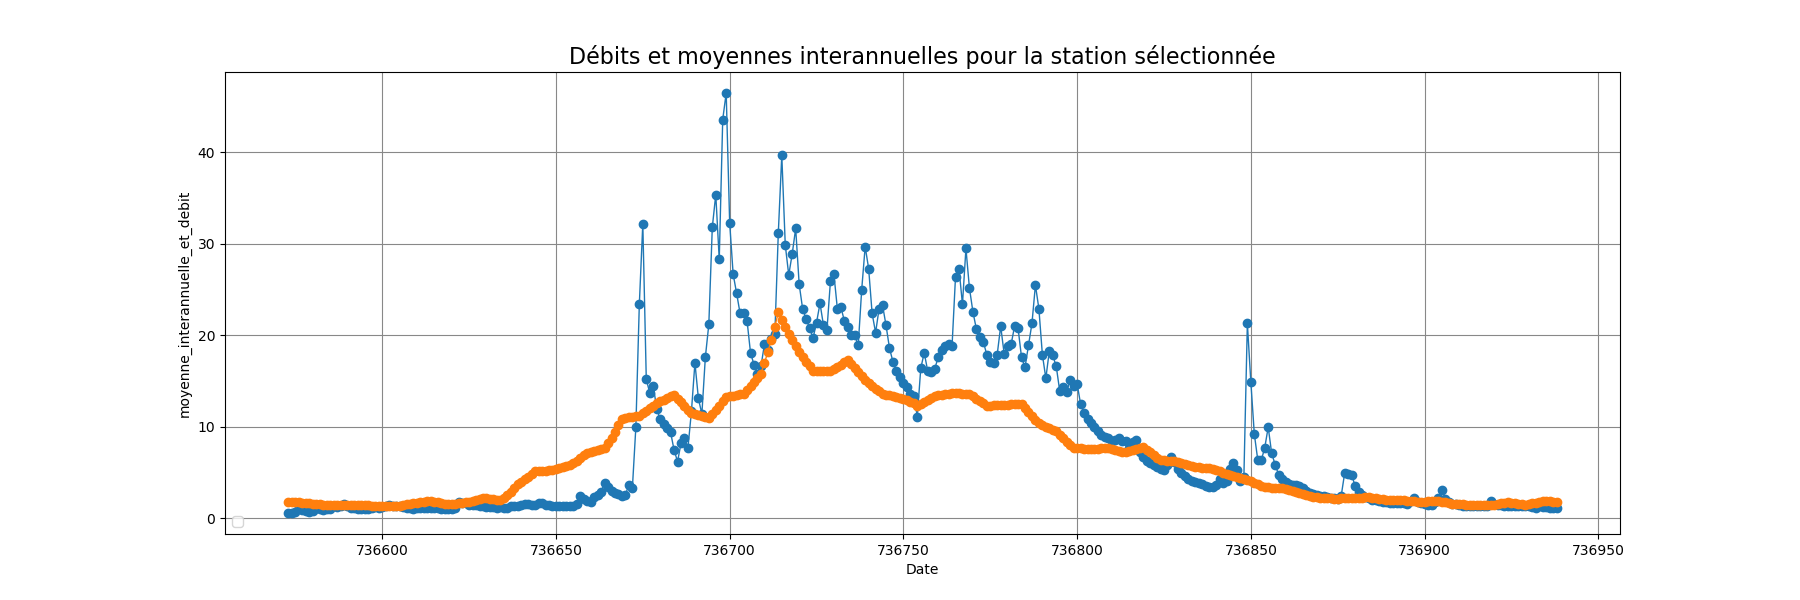 Débits et moyennes interannuelles pour la station sélectionnée
moyenne_interannuelle_et_debit
40
30
20
10
0
736600 736650 736700 736750 736800 736850 736900 736950
Date